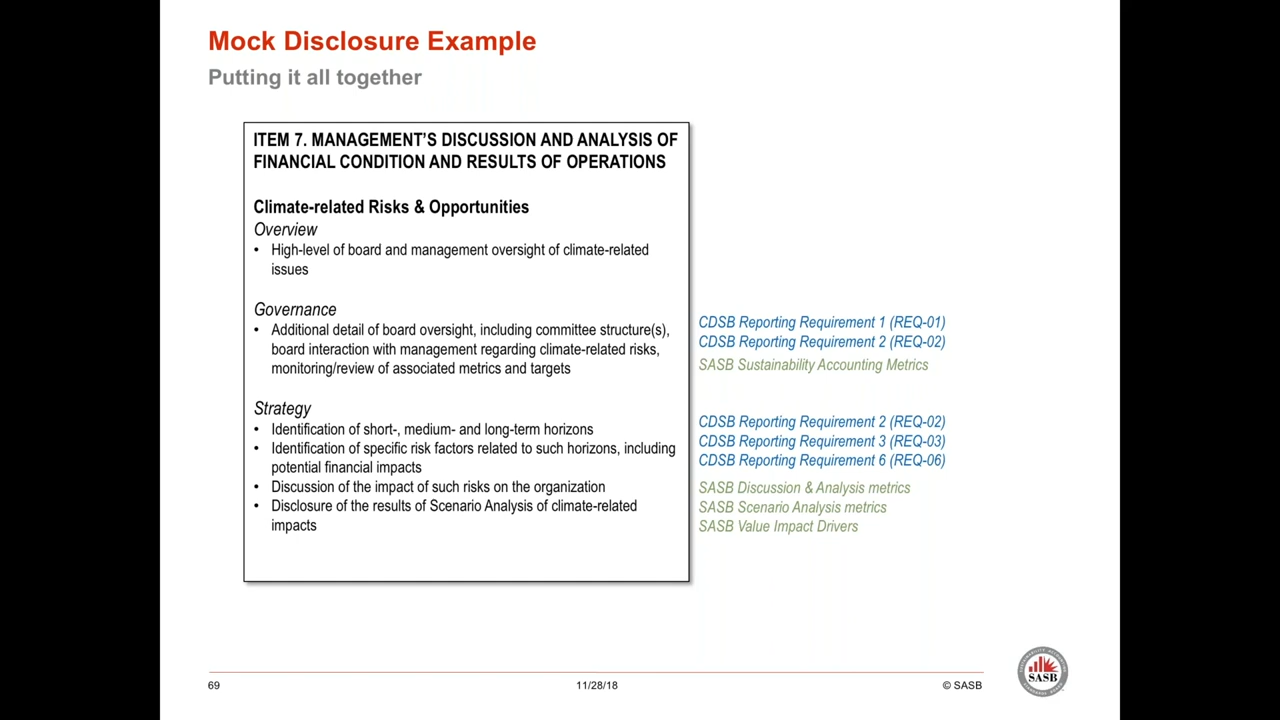 Mock Disclosure Example
Putting it all together
ITEM 7. MANAGEMENT'S DISCUSSION AND ANALYSIS OF
FINANCIAL CONDITION AND RESULTS OF OPERATIONS
Climate-related Risks & Opportunities
Overview
• High-level of board and management oversight of climate-related
issues
Governance
• Additional detail of board oversight, including committee structure(s),
board interaction with management regarding climate-related risks,
monitoring/review of associated metrics and targets
CDSB Reporting Requirement 1 (REQ-01)
CDSB Reporting Requirement 2 (REQ-02)
SASB Sustainability Accounting Metrics
Strategy
• Identification of short-, medium- and long-term horizons
• Identification of specific risk factors related to such horizons, including
potential financial impacts
• Discussion of the impact of such risks on the organization
• Disclosure of the results of Scenario Analysis of climate-related
impacts
CDSB Reporting Requirement 2 (REQ-02)
CDSB Reporting Requirement 3 (REQ-03)
CDSB Reporting Requirement 6 (REQ-06)
SASB Discussion & Analysis metrics
SASB Scenario Analysis metrics
SASB Value Impact Drivers
69
11/28/18
© SASB
SASB